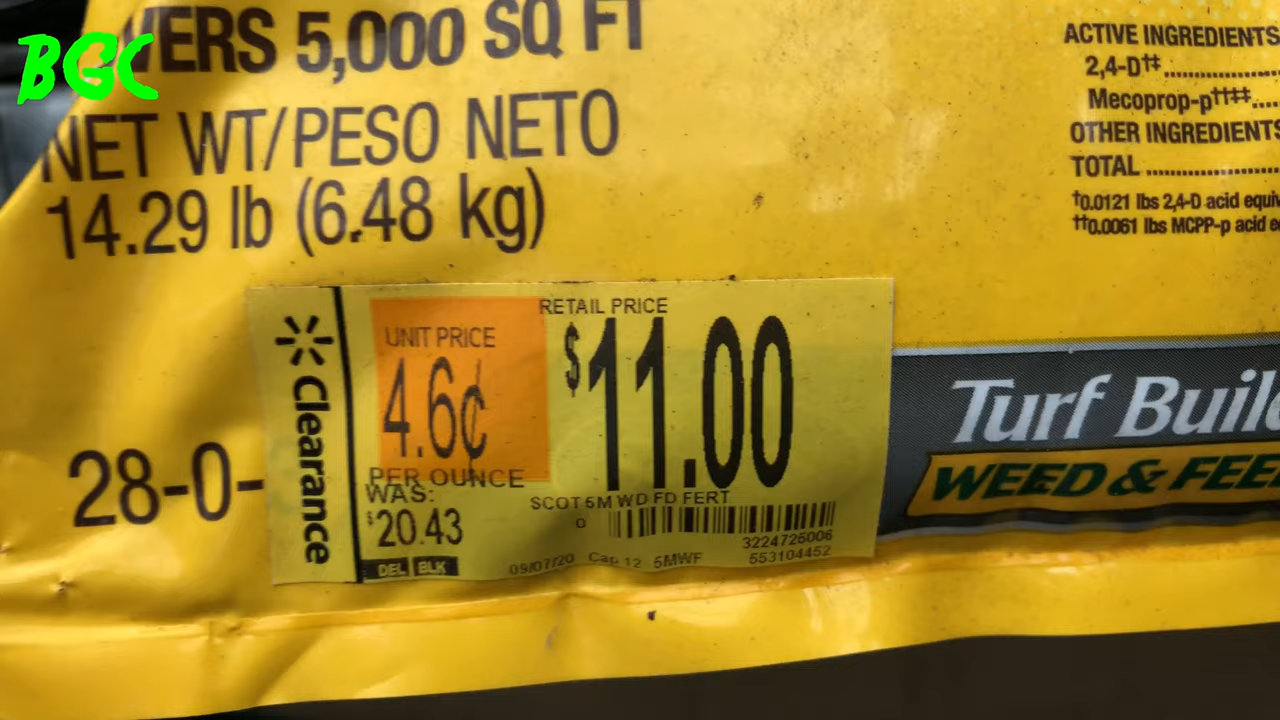 BGC
VERS 5,000 SQ FT
NET WT/PESO NETO
14.29 lb (6.48 kg)
28-0-
ACTIVE INGREDIENTS
2,4-D†‡
Mecoprop-p††‡‡
OTHER INGREDIENTS
TOTAL
†0.0121 lbs 2,4-D acid equiv
††0.0061 lbs MCPP-p acid e
Clearance
UNIT PRICE
4.6¢
PER OUNCE
WAS:
$20.43
DEL BLK
RETAIL PRICE
$11.00
SCOT 5M WD FD FERT
0
3224725006
09/07/20 Cap 12 5MWF 553104452
Turf Buil
WEED & FEE